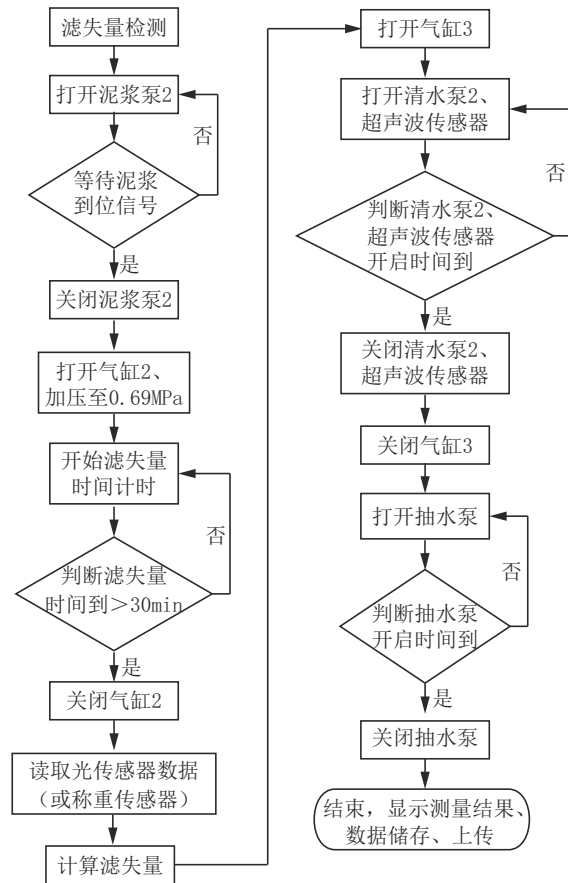 滤失量检测
打开泥浆泵2
否
等待泥浆
到位信号
是
关闭泥浆泵2
打开气缸2、
加压至0.69MPa
开始滤失量
时间计时
否
判断滤失量
时间到＞30min
是
关闭气缸2
读取光传感器数据
（或称重传感器）
计算滤失量
打开气缸3
打开清水泵2、
超声波传感器
否
判断清水泵2、
超声波传感器
开启时间到
是
关闭清水泵2、
超声波传感器
关闭气缸3
打开抽水泵
否
判断抽水泵
开启时间到
是
关闭抽水泵
结束，显示测量结果、
数据储存、上传